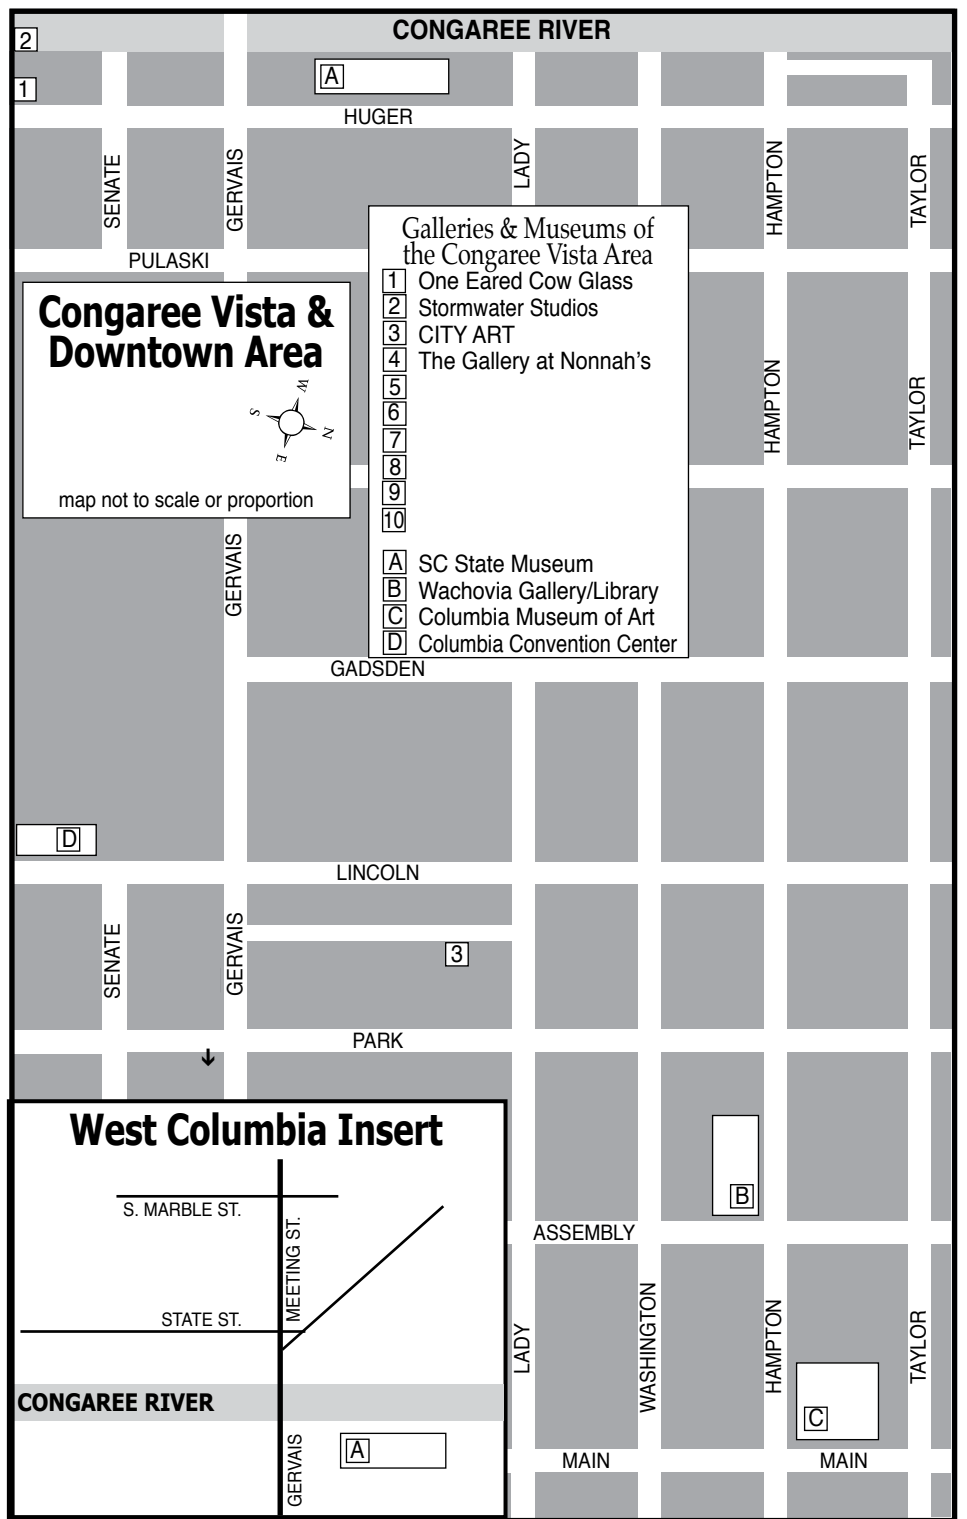 CONGAREE RIVER
2
1
A
HUGER
SENATE
GERVAIS
LADY
HAMPTON
TAYLOR
PULASKI
Galleries & Museums of
the Congaree Vista Area
1 One Eared Cow Glass
2 Stormwater Studios
3 CITY ART
4 The Gallery at Nonnah's
5
6
7
8
9
10
A SC State Museum
B Wachovia Gallery/Library
C Columbia Museum of Art
D Columbia Convention Center
Congaree Vista &
Downtown Area
W
S
N
E
map not to scale or proportion
HAMPTON
TAYLOR
GERVAIS
GADSDEN
D
LINCOLN
SENATE
GERVAIS
3
PARK
West Columbia Insert
S. MARBLE ST.
MEETING ST.
STATE ST.
CONGAREE RIVER
GERVAIS
A
B
ASSEMBLY
LADY
WASHINGTON
HAMPTON
TAYLOR
C
MAIN
MAIN